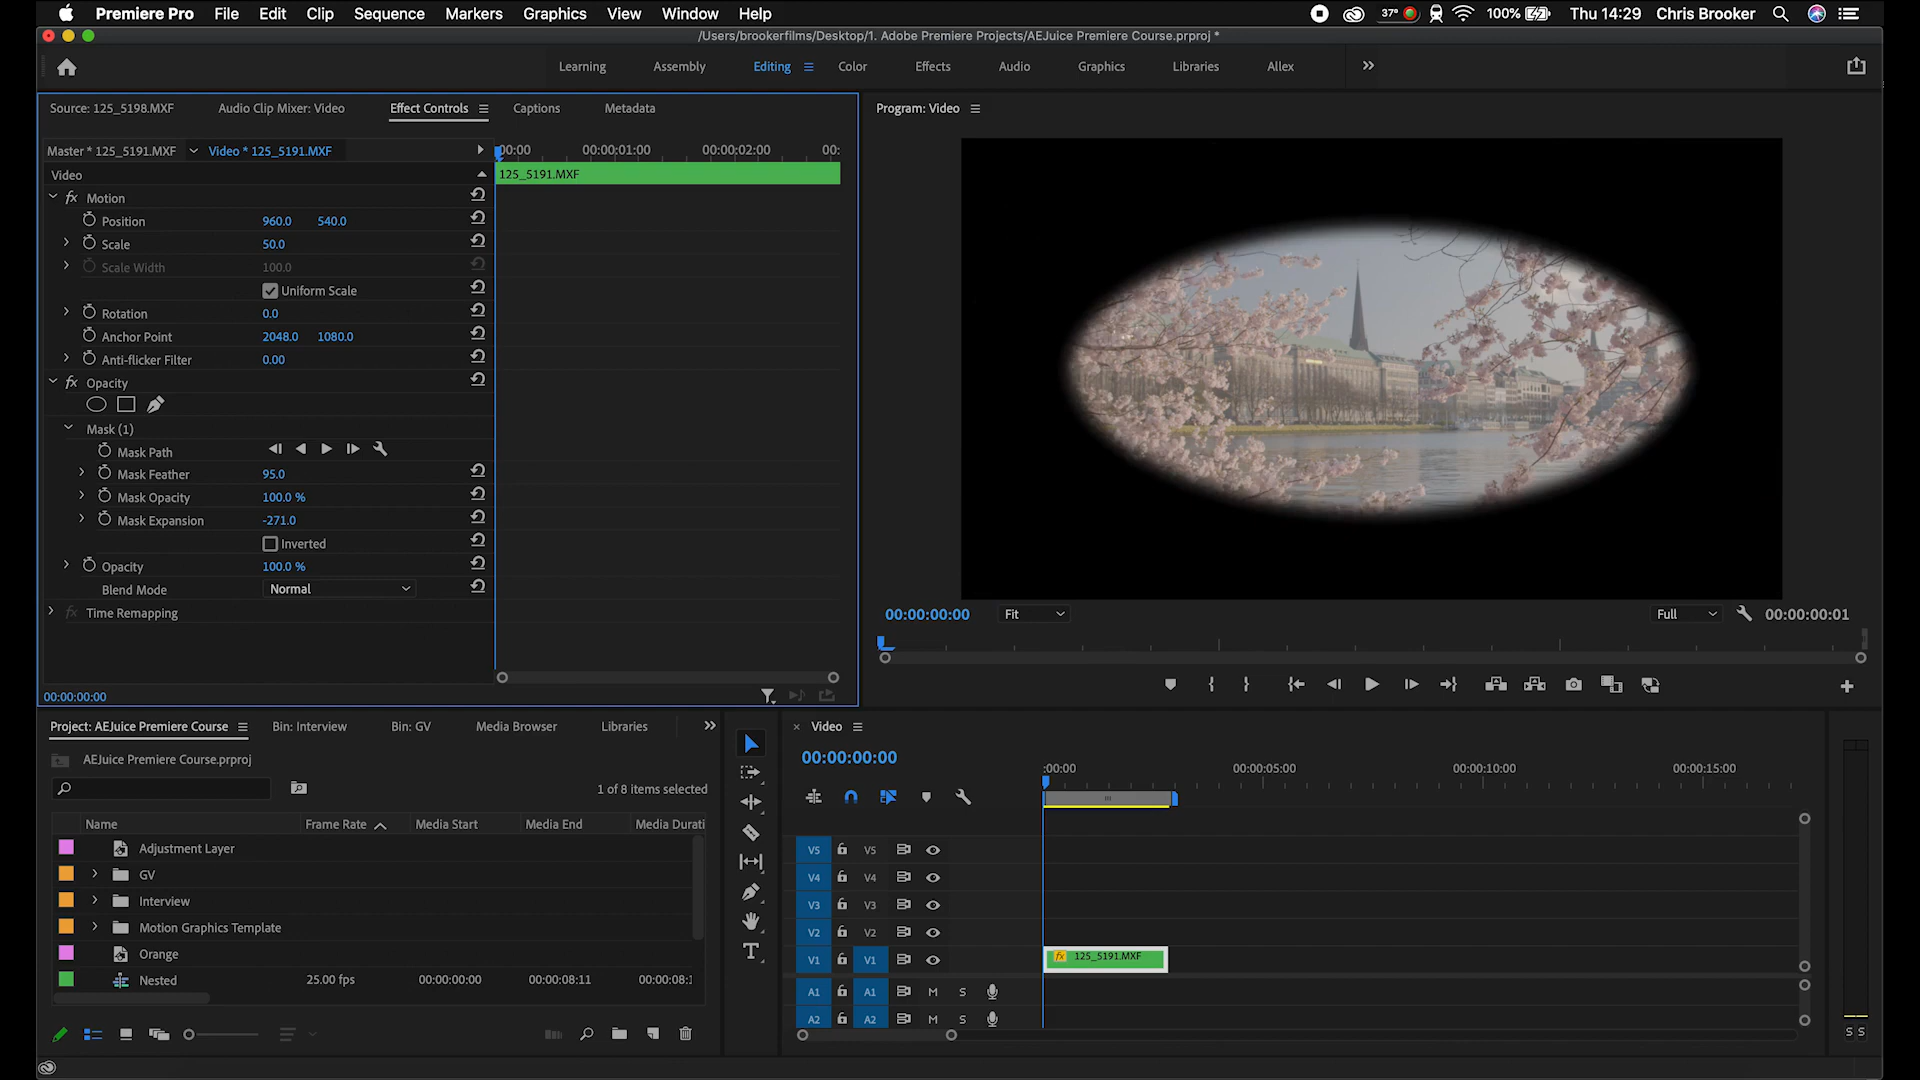 Premiere Pro File Edit Clip Sequence Markers Graphics View Window Help 37° 100% Thu 14:29 Chris Brooker
/Users/brookerfilms/Desktop/1. Adobe Premiere Projects/AEJuice Premiere Course.prproj *
Learning Assembly Editing Color Effects Audio Graphics Libraries Allex
Source: 125_5198.MXF Audio Clip Mixer: Video Effect Controls Captions Metadata
Program: Video
Master * 125_5191.MXF Video * 125_5191.MXF
:00:00 00:00:01:00 00:00:02:00 00:
Video
125_5191.MXF
fx Motion
Position 960.0 540.0
Scale 50.0
Scale Width 100.0
Uniform Scale
Rotation 0.0
Anchor Point 2048.0 1080.0
Anti-flicker Filter 0.00
fx Opacity
Mask (1)
Mask Path
Mask Feather 95.0
Mask Opacity 100.0 %
Mask Expansion -271.0
Inverted
Opacity 100.0 %
Blend Mode Normal
fx Time Remapping
00:00:00:00
00:00:00:00 Fit Full 00:00:00:01
Project: AEJuice Premiere Course Bin: Interview Bin: GV Media Browser Libraries
AEJuice Premiere Course.prproj
1 of 8 items selected
Name Frame Rate Media Start Media End Media Durati
Adjustment Layer
GV
Interview
Motion Graphics Template
Orange
Nested 25.00 fps 00:00:00:00 00:00:08:11 00:00:08:1
Video
00:00:00:00
:00:00 00:00:05:00 00:00:10:00 00:00:15:00
V5 V5
V4 V4
V3 V3
V2 V2
V1 V1 fx 125_5191.MXF
A1 A1 M S
A2 A2 M S
S S